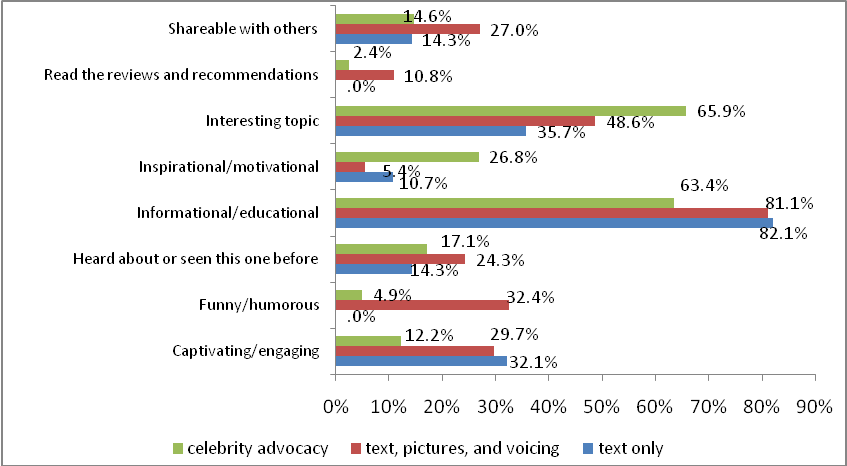 Shareable with others
14.6%
27.0%
14.3%
Read the reviews and recommendations
2.4%
10.8%
.0%
Interesting topic
65.9%
48.6%
35.7%
Inspirational/motivational
26.8%
5.4%
10.7%
Informational/educational
63.4%
81.1%
82.1%
Heard about or seen this one before
17.1%
24.3%
14.3%
Funny/humorous
4.9%
32.4%
.0%
Captivating/engaging
12.2%
29.7%
32.1%
0% 10% 20% 30% 40% 50% 60% 70% 80% 90%
celebrity advocacy text, pictures, and voicing text only